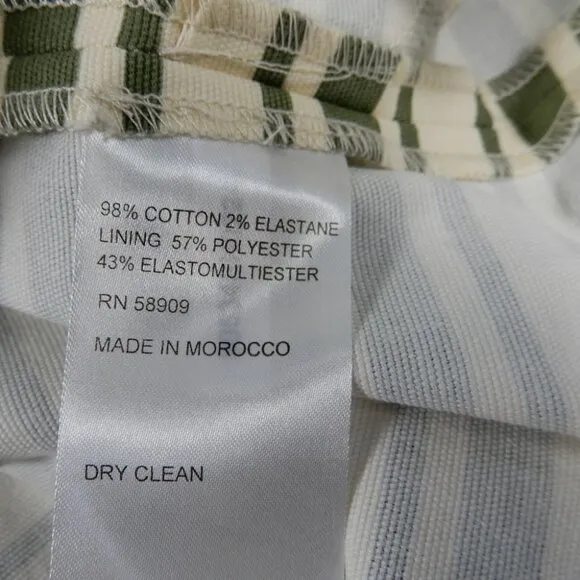 98% COTTON 2% ELASTANE
LINING 57% POLYESTER
43% ELASTOMULTIESTER
RN 58909
MADE IN MOROCCO
DRY CLEAN